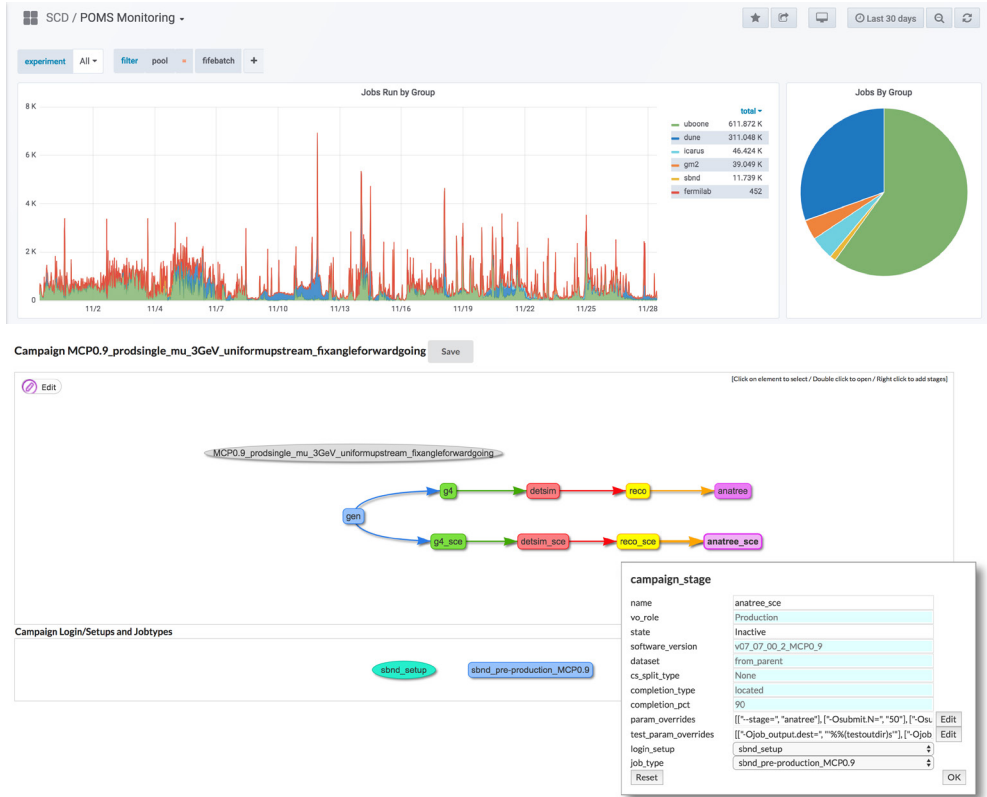 SCD / POMS Monitoring
Last 30 days
experiment All filter pool × fifebatch +
Jobs Run by Group
8 K
6 K
4 K
2 K
0
11/2 11/4 11/7 11/10 11/13 11/16 11/19 11/22 11/25 11/28
total
uboone 611.872 K
dune 311.048 K
icarus 46.424 K
gm2 39.049 K
sbnd 11.739 K
fermilab 452
Jobs By Group
Campaign MCP0.9_prodsingle_mu_3GeV_uniformupstream_fixangleforwardgoing Save
Edit
[Click on element to select / Double click to open / Right click to add stages]
MCP0.9_prodsingle_mu_3GeV_uniformupstream_fixangleforwardgoing
g4 detsim reco anatree
gen
g4_sce detsim_sce reco_sce anatree_sce
Campaign Login/Setups and Jobtypes
sbnd_setup sbnd_pre-production_MCP0.9
campaign_stage
name anatree_sce
vo_role Production
state Inactive
software_version v07_07_00_2_MCP0_9
dataset from_parent
cs_split_type None
completion_type located
completion_pct 90
param_overrides [["--stage=", "anatree"], ["-Osubmit.N=", "50"], ["-Osu Edit
test_param_overrides [["-Ojob_output.dest=", "'%%(testoutdir)s'"], ["-Ojob Edit
login_setup sbnd_setup
job_type sbnd_pre-production_MCP0.9
Reset OK